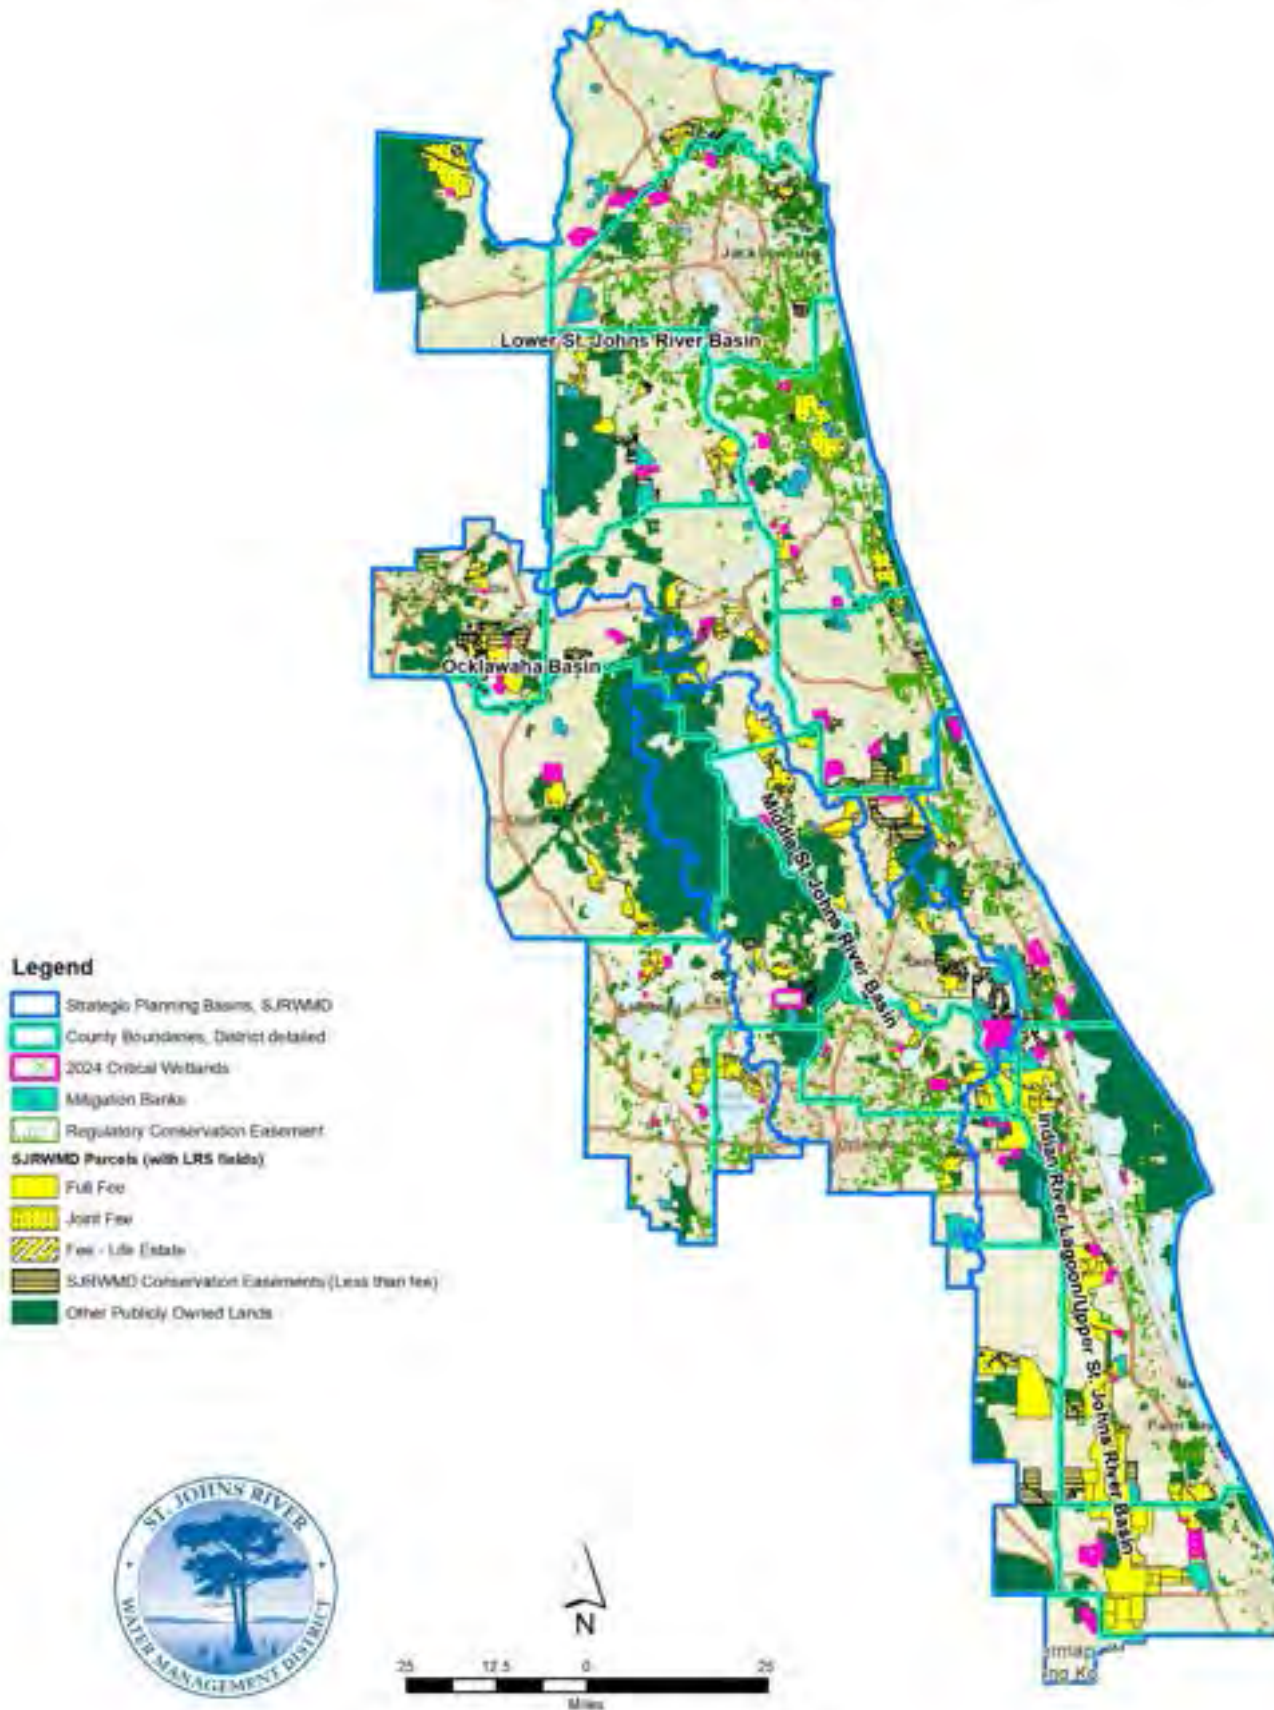 Jacksonville
Lower St. Johns River Basin
Ocklawaha Basin
Middle St. Johns River Basin
Indian River Lagoon/Upper St. Johns River Basin
Palm Bay
Legend
Strategic Planning Basins, SJRWMD
County Boundaries, District detailed
2024 Critical Wetlands
Mitigation Banks
Regulatory Conservation Easement
SJRWMD Parcels (with LRS fields)
Full Fee
Joint Fee
Fee - Life Estate
SJRWMD Conservation Easements (Less than fee)
Other Publicly Owned Lands
ST. JOHNS RIVER
WATER MANAGEMENT DISTRICT
N
25 12.5 0 25
Miles